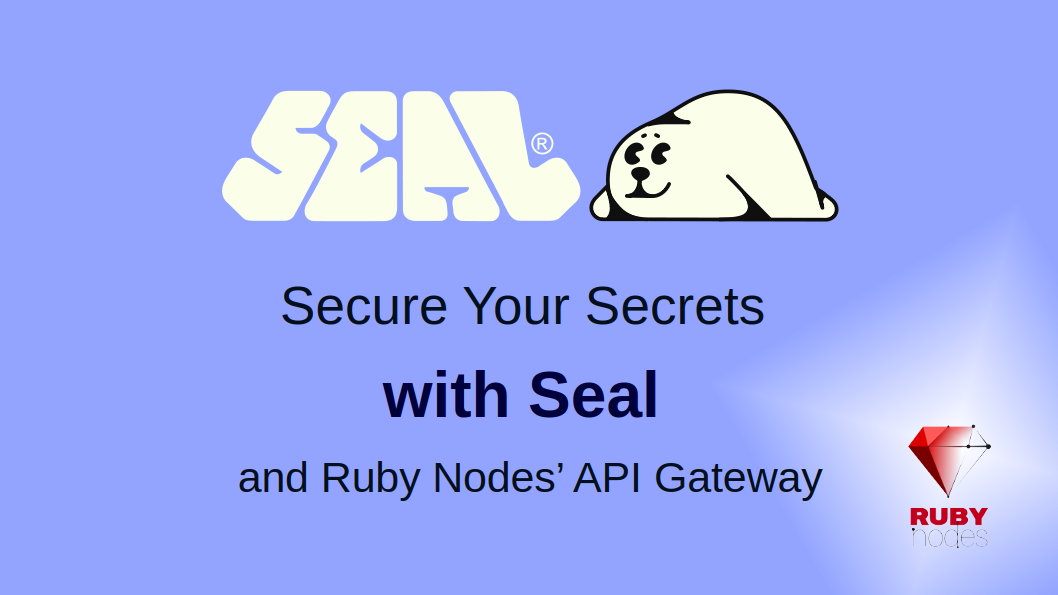 SEAL®
Secure Your Secrets
with Seal
and Ruby Nodes’ API Gateway
RUBY
nodes